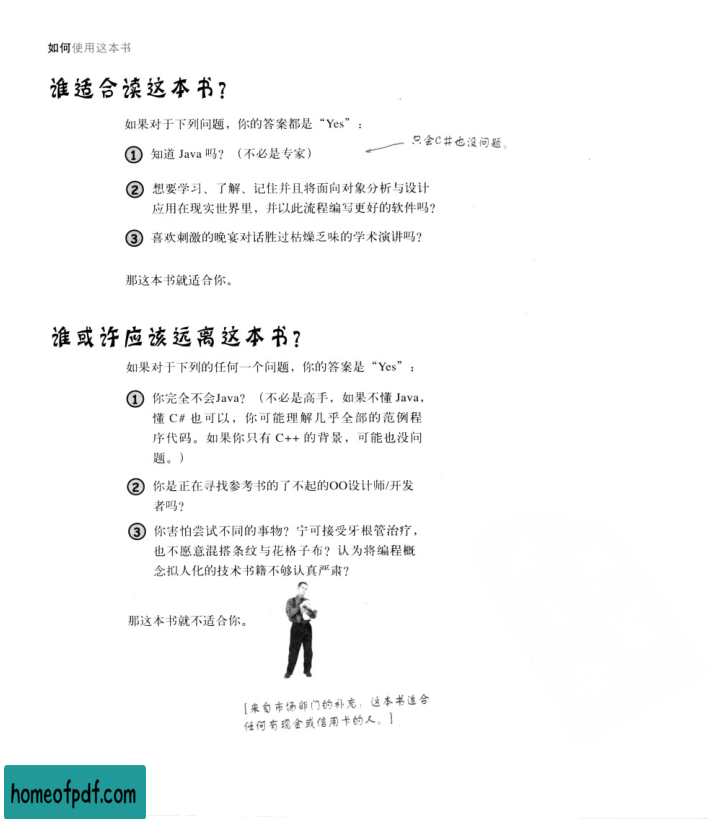 如何使用这本书
谁适合读这本书？
如果对于下列问题，你的答案都是“Yes”：
只会C#也没问题。
① 知道 Java 吗？（不必是专家）
② 想要学习、了解、记住并且将面向对象分析与设计
应用在现实世界里，并以此流程编写更好的软件吗？
③ 喜欢刺激的晚宴对话胜过枯燥乏味的学术演讲吗？
那这本书就适合你。
谁或许应该远离这本书？
如果对于下列的任何一个问题，你的答案是“Yes”：
① 你完全不会Java？（不必是高手，如果不懂 Java，
懂 C# 也可以，你可能理解几乎全部的范例程
序代码。如果你只有 C++ 的背景，可能也没问
题。）
② 你是正在寻找参考书的了不起的OO设计师/开发
者吗？
③ 你害怕尝试不同的事物？宁可接受牙根管治疗，
也不愿意混搭条纹与花格子布？认为将编程概
念拟人化的技术书籍不够认真严肃？
那这本书就不适合你。
[来自市场部门的补充：这本书适合
任何有现金或信用卡的人。]
homeofpdf.com